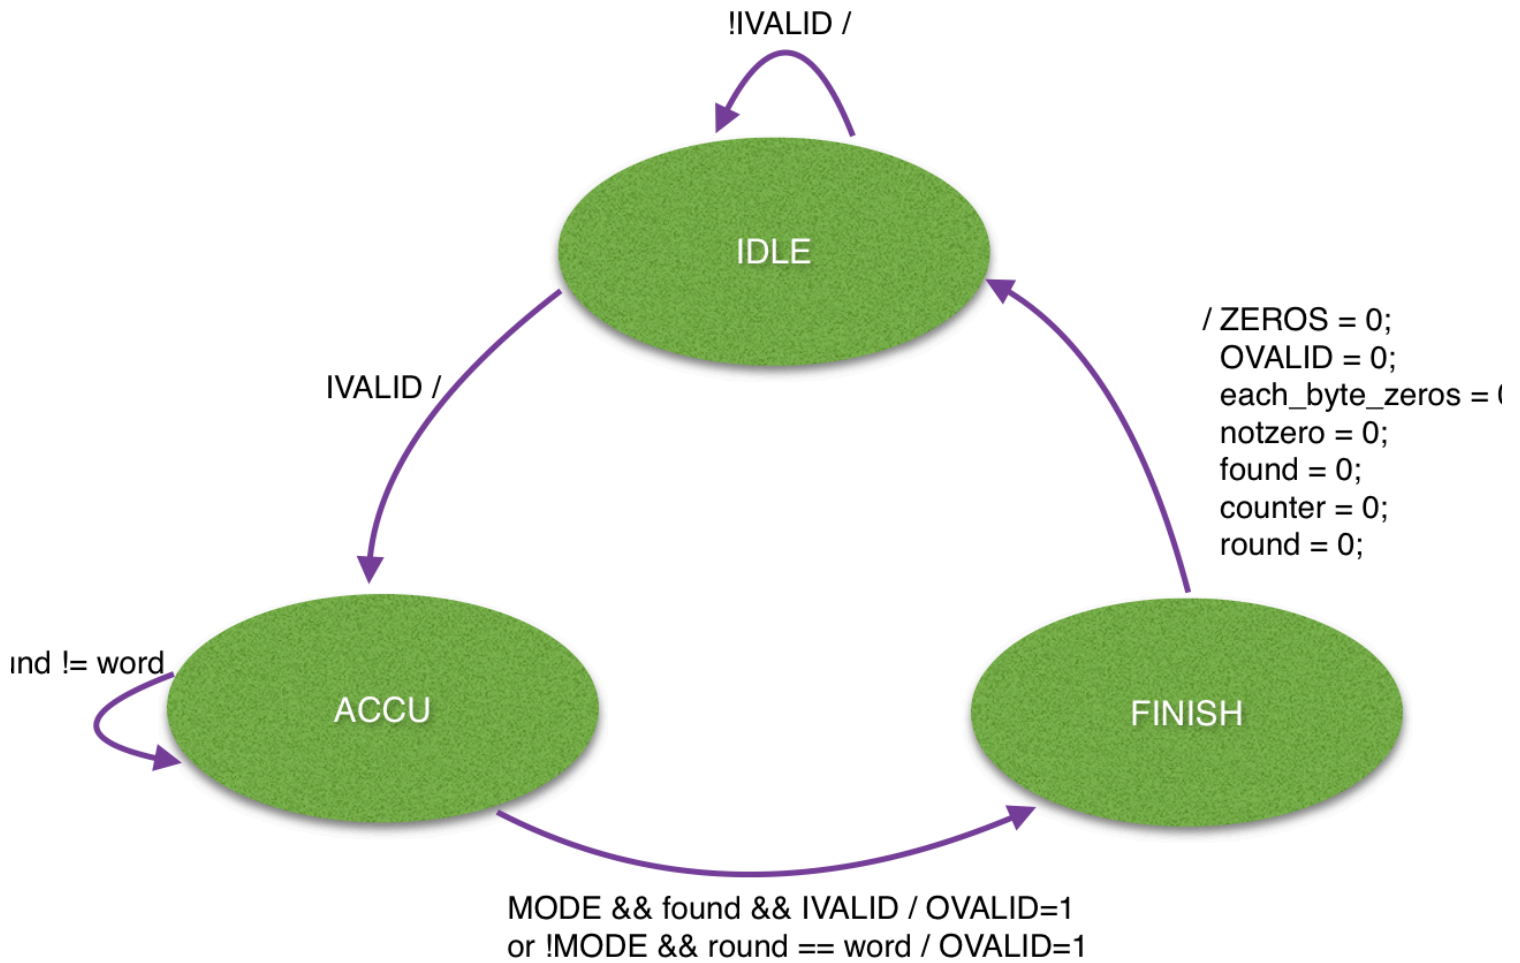 !IVALID /
IDLE
/ ZEROS = 0;
OVALID = 0;
each_byte_zeros =
notzero = 0;
found = 0;
counter = 0;
round = 0;
IVALID /
!= word
ACCU
FINISH
MODE && found && IVALID / OVALID=1
or !MODE && round == word / OVALID=1